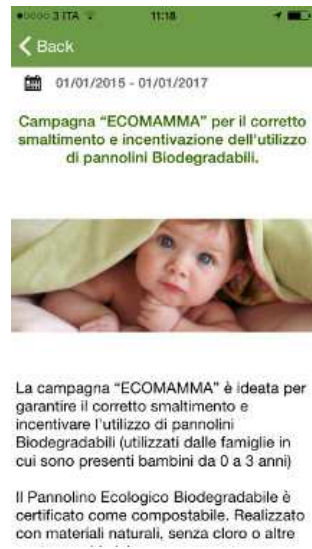 3 ITA
11:18
Back
01/01/2015 - 01/01/2017
Campagna “ECOMAMMA” per il corretto
smaltimento e incentivazione dell'utilizzo
di pannolini Biodegradabili.
La campagna “ECOMAMMA” è ideata per
garantire il corretto smaltimento e
incentivare l'utilizzo di pannolini
Biodegradabili (utilizzati dalle famiglie in
cui sono presenti bambini da 0 a 3 anni)
Il Pannolino Ecologico Biodegradabile è
certificato come compostabile. Realizzato
con materiali naturali, senza cloro o altre